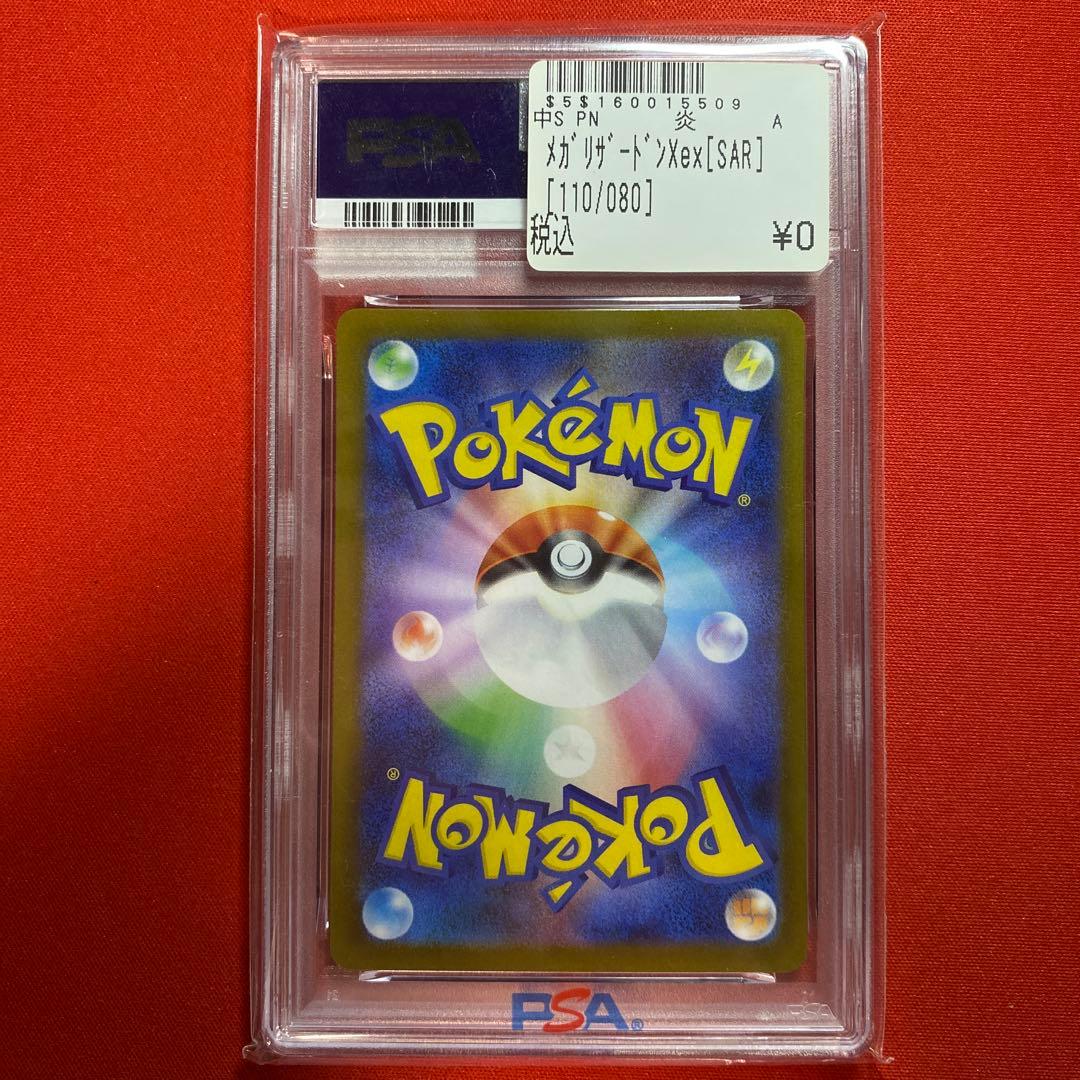 $5$160015509
中S PN 炎 A
ﾒｶﾞﾘｻﾞｰﾄﾞﾝXex[SAR]
[110/080]
税込 ¥0
PSA
POKéMON®
POKéMON®
PSA®